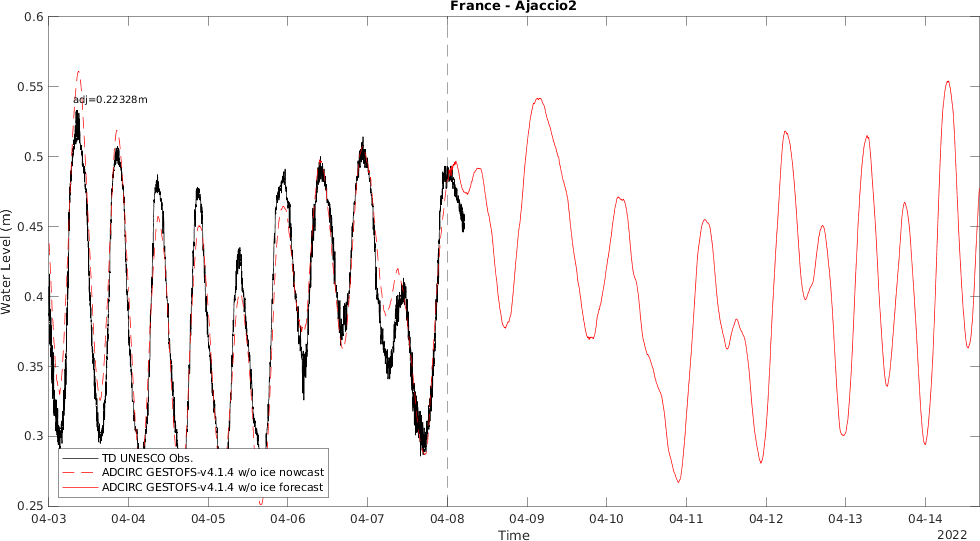 France - Ajaccio2
adj=0.22328m
Water Level (m)
0.6
0.55
0.5
0.45
0.4
0.35
0.3
0.25
TD UNESCO Obs.
ADCIRC GESTOFS-v4.1.4 w/o ice nowcast
ADCIRC GESTOFS-v4.1.4 w/o ice forecast
04-03 04-04 04-05 04-06 04-07 04-08 04-09 04-10 04-11 04-12 04-13 04-14
Time
2022